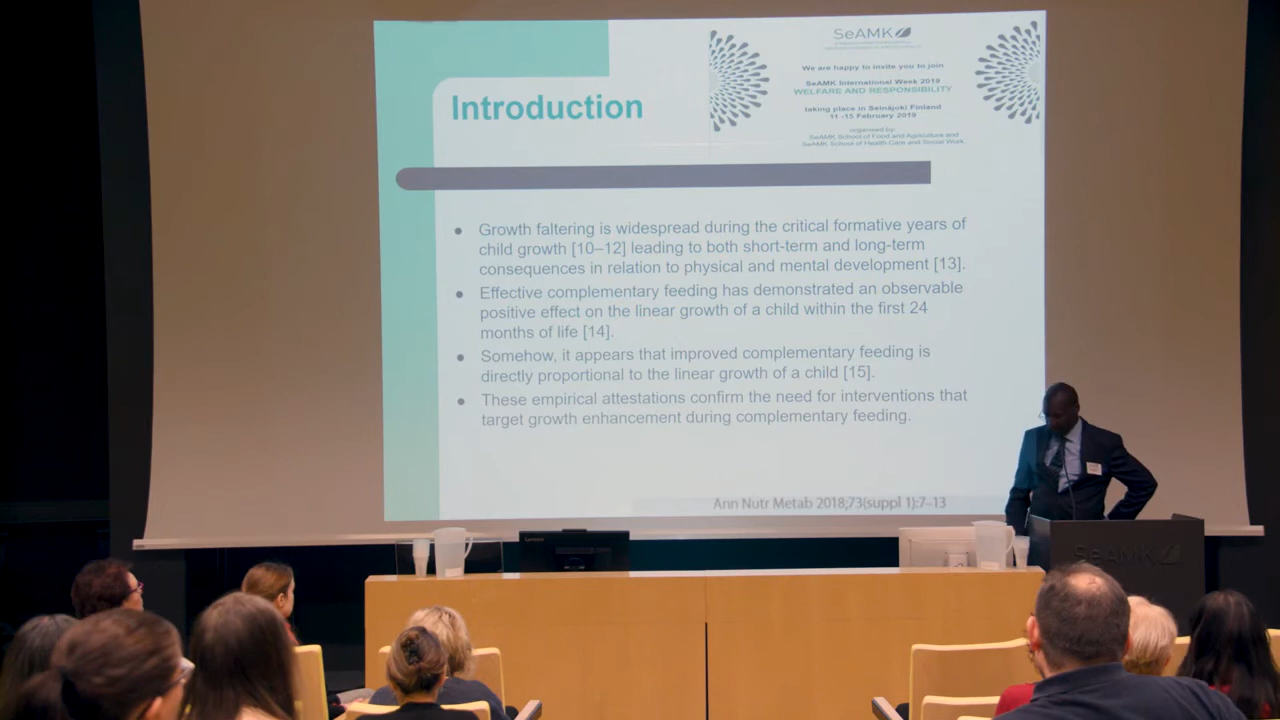 SeAMK
We are happy to invite you to join
SeAMK International Week 2019
WELFARE AND RESPONSIBILITY
taking place in Seinäjoki Finland
11 -15 February 2019
organised by:
SeAMK School of Food and Agriculture and
SeAMK School of Health Care and Social Work
Introduction
● Growth faltering is widespread during the critical formative years of
child growth [10–12] leading to both short-term and long-term
consequences in relation to physical and mental development [13].
● Effective complementary feeding has demonstrated an observable
positive effect on the linear growth of a child within the first 24
months of life [14].
● Somehow, it appears that improved complementary feeding is
directly proportional to the linear growth of a child [15].
● These empirical attestations confirm the need for interventions that
target growth enhancement during complementary feeding.
Ann Nutr Metab 2018;73(suppl 1):7–13
Lenovo
SeAMK